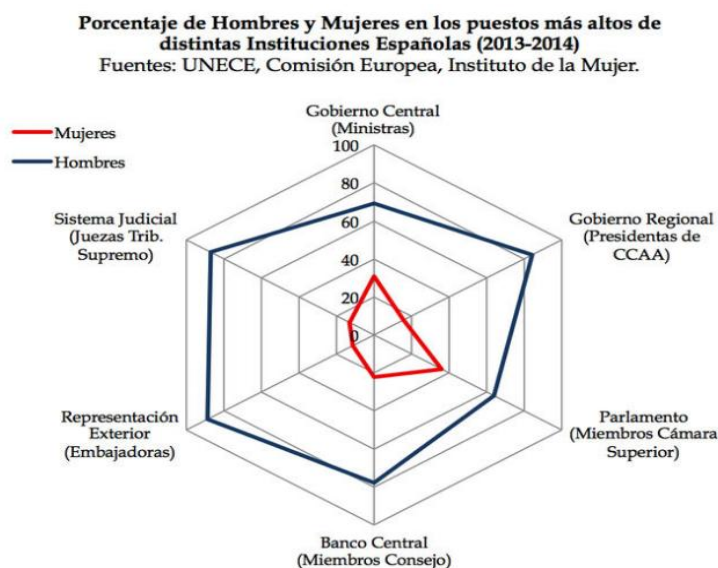 Porcentaje de Hombres y Mujeres en los puestos más altos de
distintas Instituciones Españolas (2013-2014)
Fuentes: UNECE, Comisión Europea, Instituto de la Mujer.
Mujeres
Hombres
Gobierno Central
(Ministras)
100
80
60
40
20
0
Gobierno Regional
(Presidentas de
CCAA)
Parlamento
(Miembros Cámara
Superior)
Banco Central
(Miembros Consejo)
Representación
Exterior
(Embajadoras)
Sistema Judicial
(Juezas Trib.
Supremo)